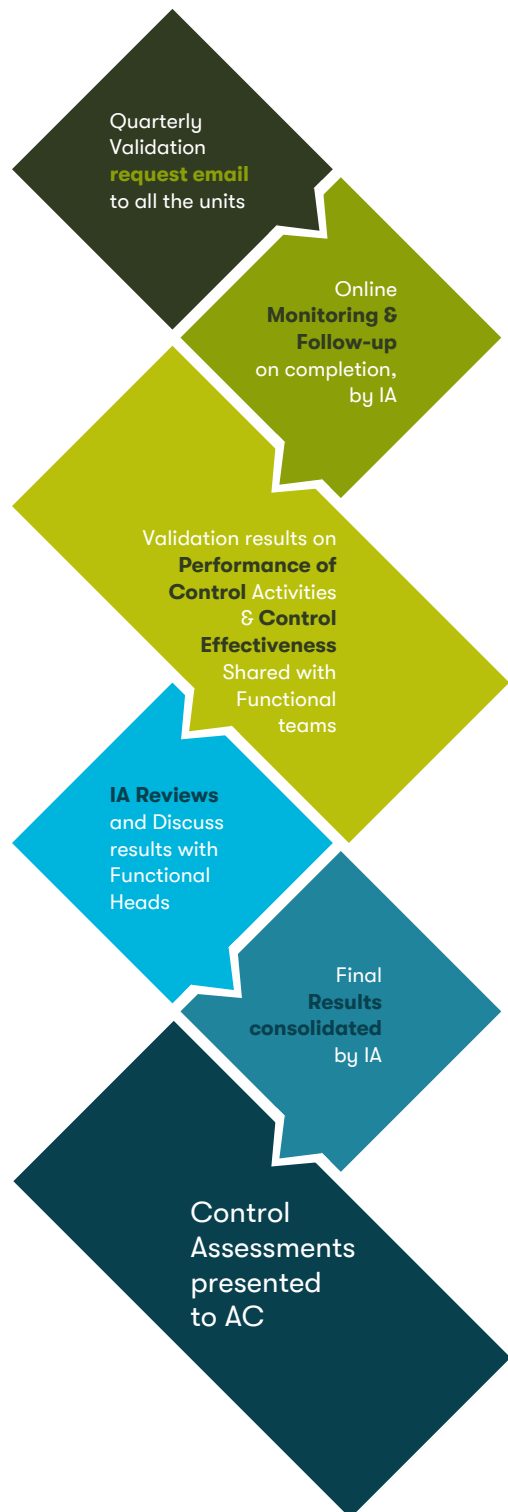 Quarterly
Validation
request email
to all the units
Online
Monitoring &
Follow-up
on completion,
by IA
Validation results on
Performance of
Control Activities
& Control
Effectiveness
Shared with
Functional
teams
IA Reviews
and Discuss
results with
Functional
Heads
Final
Results
consolidated
by IA
Control
Assessments
presented
to AC